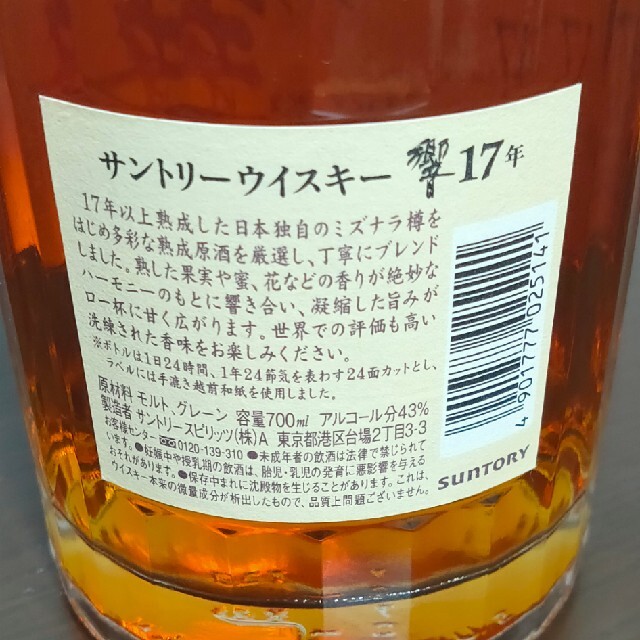 サントリーウイスキー 響 17年
17年以上熟成した日本独自のミズナラ樽を
はじめ多彩な熟成原酒を厳選し、丁寧にブレンド
しました。熟した果実や蜜、花などの香りが絶妙な
ハーモニーのもとに響き合い、凝縮した旨みが
口一杯に甘く広がります。世界での評価も高い
洗練された香味をお楽しみください。
※ボトルは1日24時間、1年24節気を表わす24面カットとし、
ラベルには手漉き越前和紙を使用しました。
原材料 モルト、グレーン 容量700ml アルコール分43%
製造者 サントリースピリッツ(株)A 東京都港区台場2丁目3-3
お客様センター 0120-139-310 ●未成年者の飲酒は法律で禁じられて
います。●妊娠中や授乳期の飲酒は、胎児・乳児の発育に悪影響を与える
おそれがあります。●保存中まれに沈殿物を生じることがあります。これは、
ウイスキー本来の微量成分が析出したもので、品質上問題ございません。
4901777025141
SUNTORY